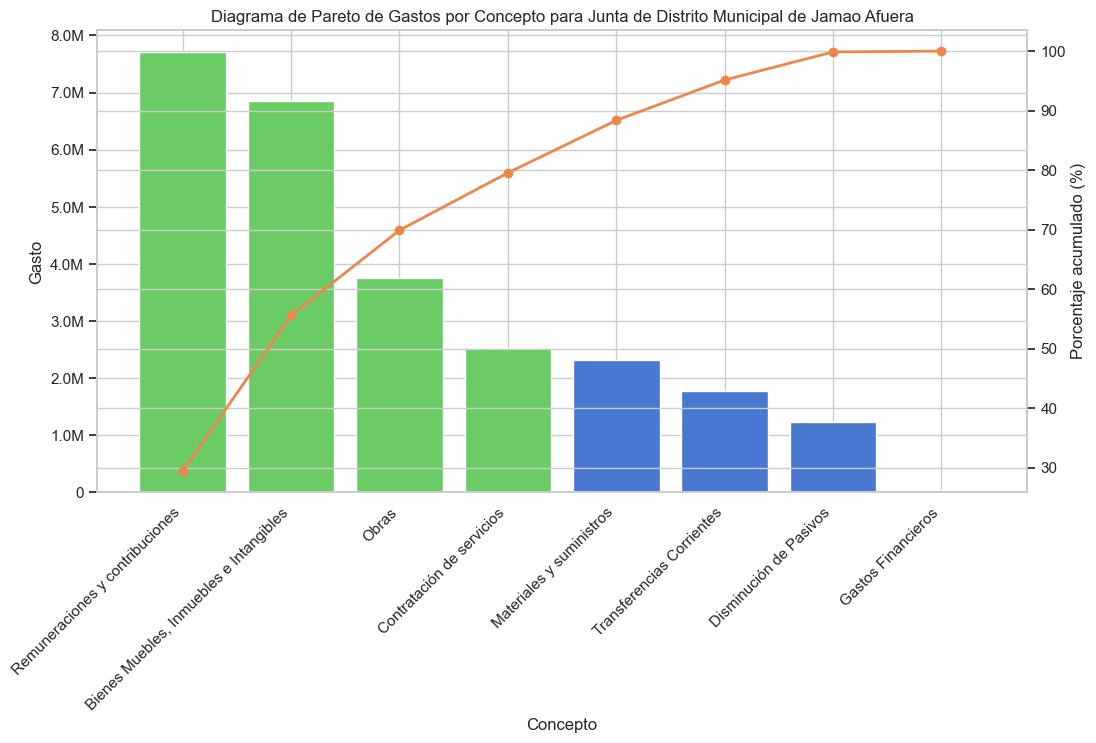 Diagrama de Pareto de Gastos por Concepto para Junta de Distrito Municipal de Jamao Afuera
8.0M
7.0M
6.0M
5.0M
4.0M
3.0M
2.0M
1.0M
0
Gasto
100
90
80
70
60
50
40
30
Porcentaje acumulado (%)
Remuneraciones y contribuciones
Bienes Muebles, Inmuebles e Intangibles
Obras
Contratación de servicios
Materiales y suministros
Transferencias Corrientes
Disminución de Pasivos
Gastos Financieros
Concepto